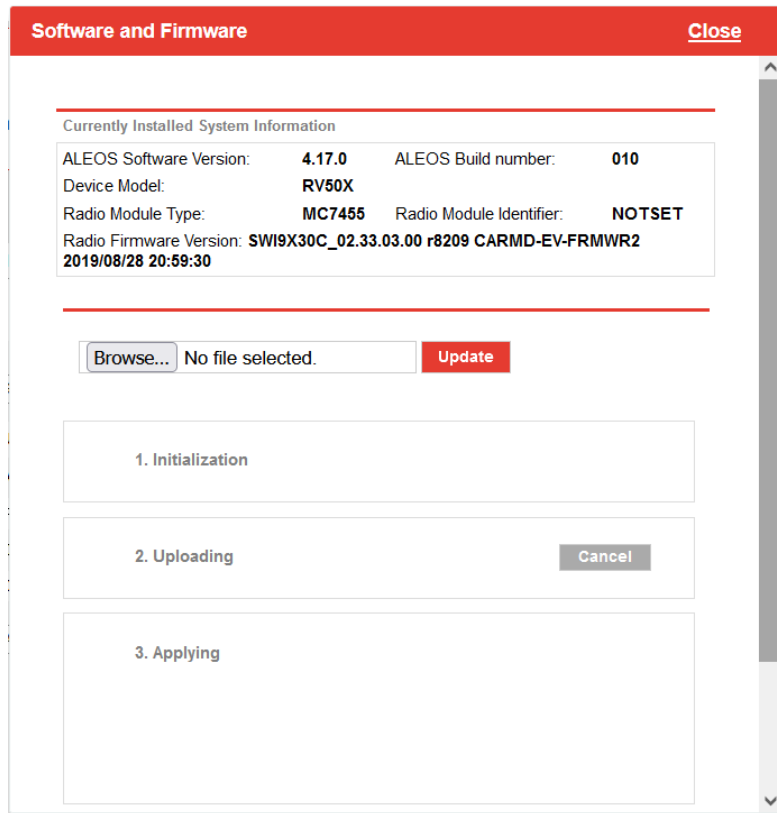 Software and Firmware Close
Currently Installed System Information
ALEOS Software Version: 4.17.0 ALEOS Build number: 010
Device Model: RV50X
Radio Module Type: MC7455 Radio Module Identifier: NOTSET
Radio Firmware Version: SWI9X30C_02.33.03.00 r8209 CARMD-EV-FRMWR2
2019/08/28 20:59:30
Browse... No file selected. Update
1. Initialization
2. Uploading Cancel
3. Applying